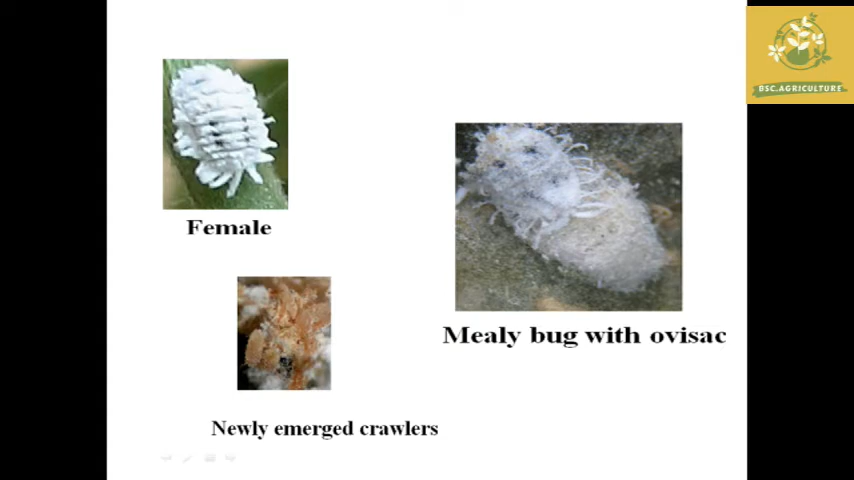 BSC.AGRICULTURE
Female
Mealy bug with ovisac
Newly emerged crawlers